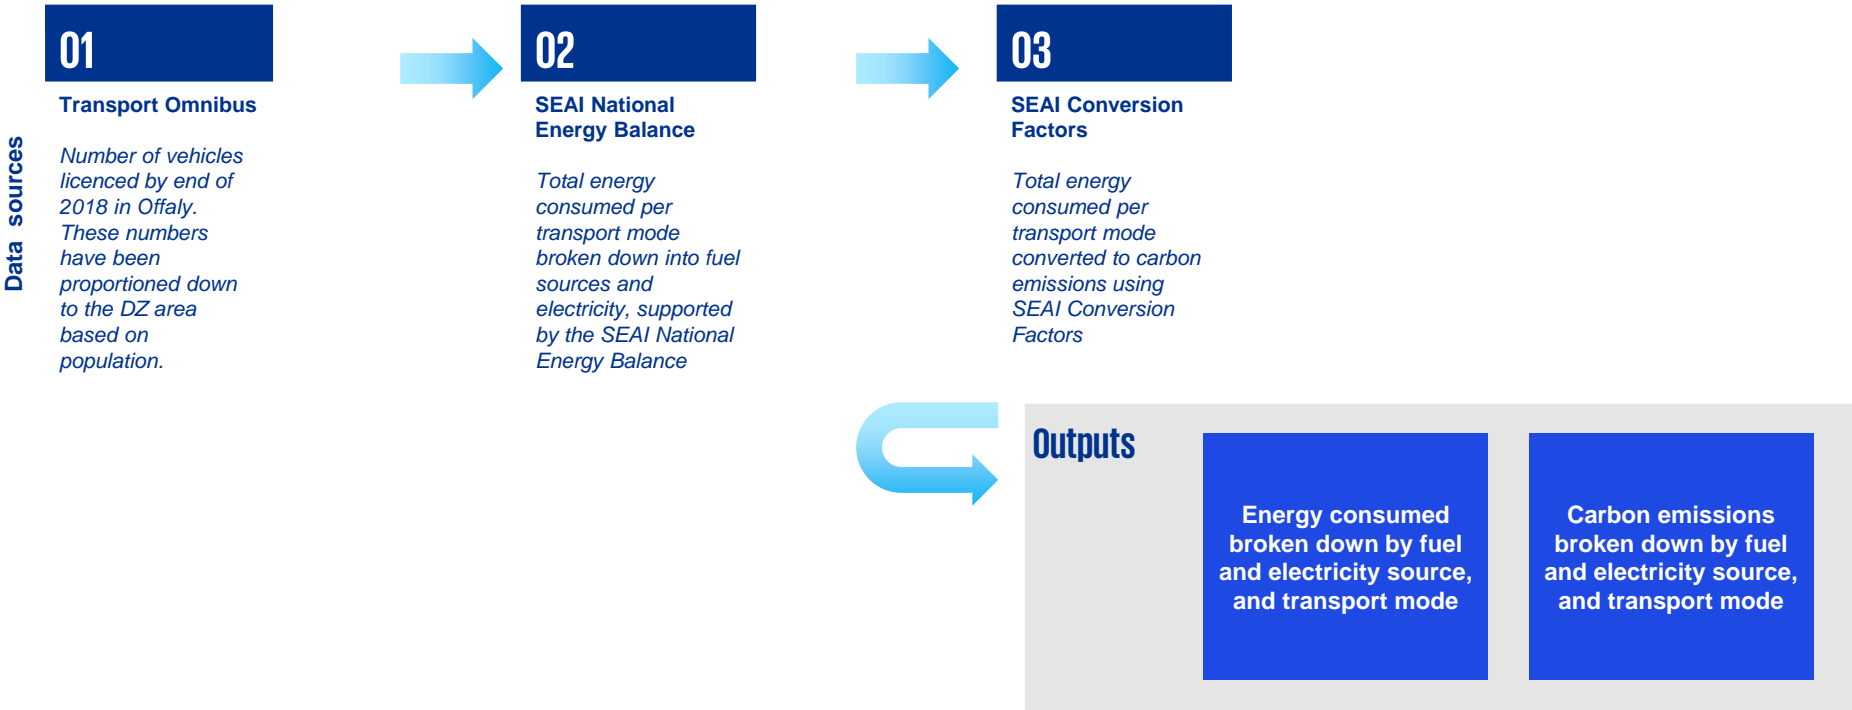 Data sources
01
Transport Omnibus
Number of vehicles
licenced by end of
2018 in Offaly.
These numbers
have been
proportioned down
to the DZ area
based on
population.
02
SEAI National
Energy Balance
Total energy
consumed per
transport mode
broken down into fuel
sources and
electricity, supported
by the SEAI National
Energy Balance
03
SEAI Conversion
Factors
Total energy
consumed per
transport mode
converted to carbon
emissions using
SEAI Conversion
Factors
Outputs
Energy consumed
broken down by fuel
and electricity source,
and transport mode
Carbon emissions
broken down by fuel
and electricity source,
and transport mode